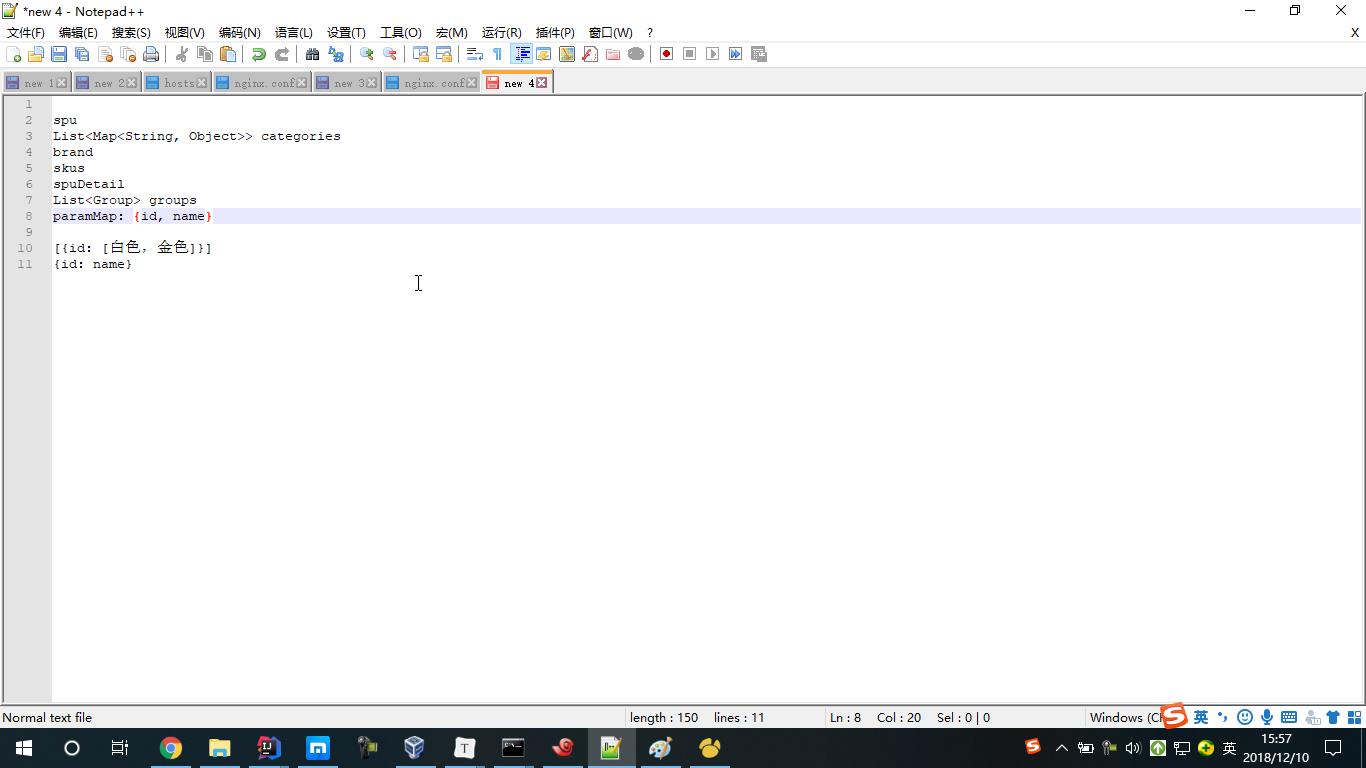 *new 4 - Notepad++
文件(F) 编辑(E) 搜索(S) 视图(V) 编码(N) 语言(L) 设置(T) 工具(O) 宏(M) 运行(R) 插件(P) 窗口(W) ? X
new 1 new 2 hosts nginx.conf new 3 nginx.conf new 4
1
2 spu
3 List<Map<String, Object>> categories
4 brand
5 skus
6 spuDetail
7 List<Group> groups
8 paramMap: {id, name}
9
10 [{id: [白色，金色]}]
11 {id: name}
Normal text file length : 150 lines : 11 Ln : 8 Col : 20 Sel : 0 | 0 Windows (C 英
英 15:57
2018/12/10